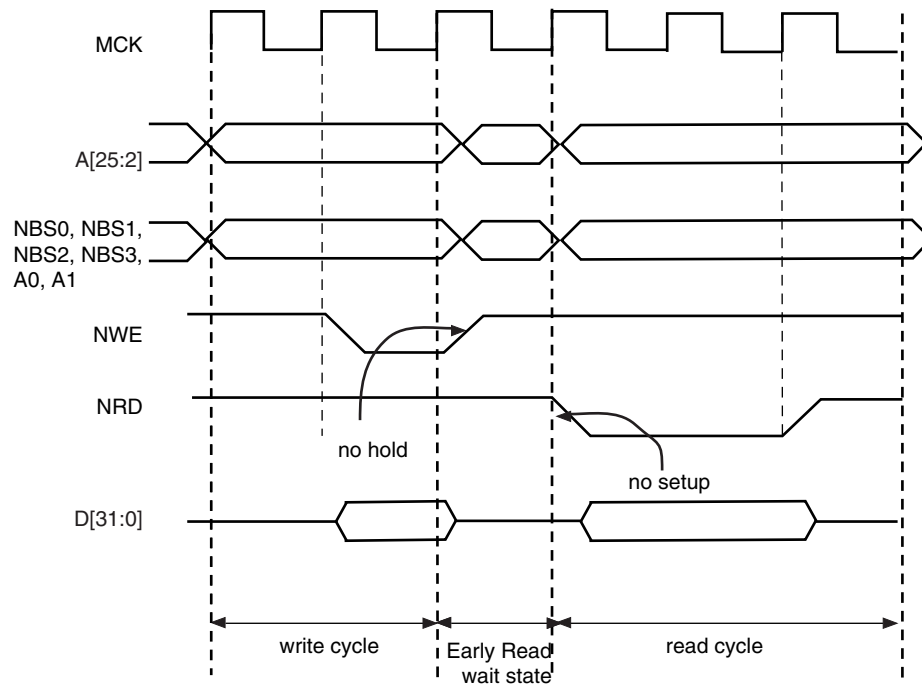 MCK
A[25:2]
NBS0, NBS1,
NBS2, NBS3,
A0, A1
NWE
NRD
no hold
no setup
D[31:0]
write cycle
Early Read
wait state
read cycle